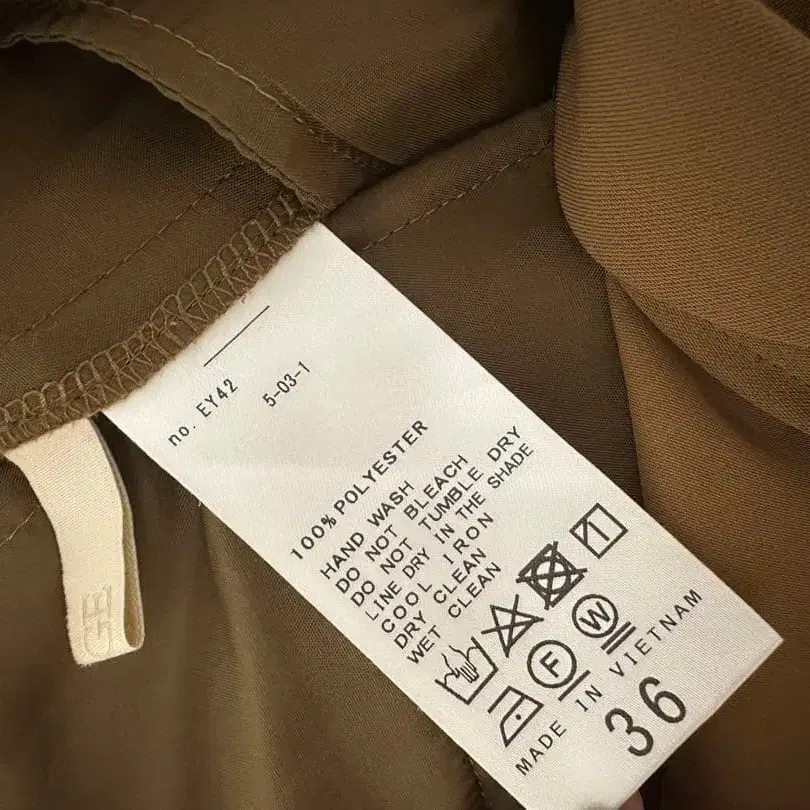 no. EY42
5-03-1
100% POLYESTER
HAND WASH
DO NOT BLEACH
DO NOT TUMBLE DRY
LINE DRY IN THE SHADE
COOL IRON
DRY CLEAN
WET CLEAN
F W
MADE IN VIETNAM
36
GE